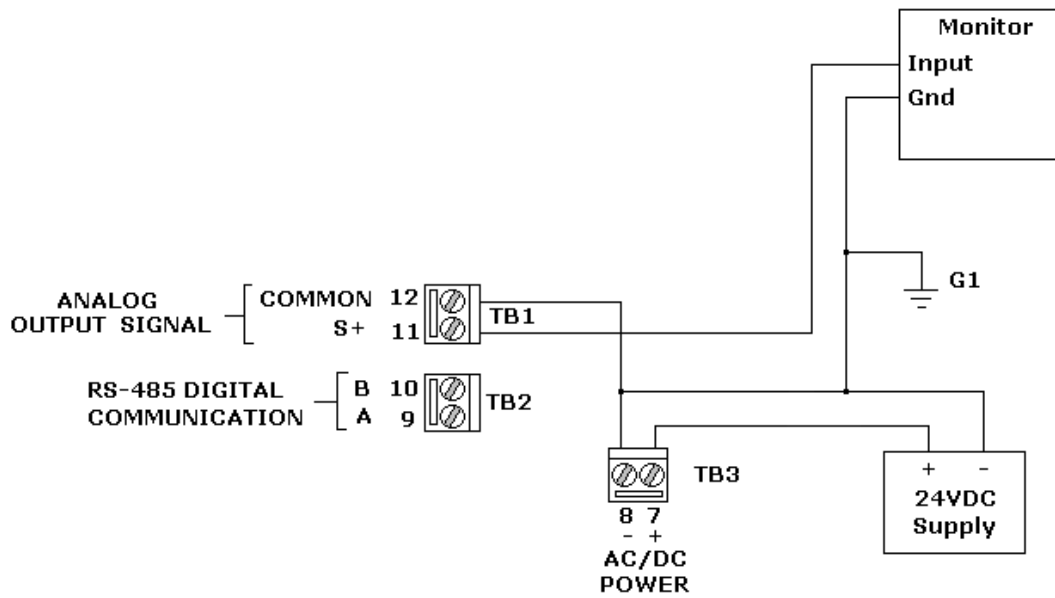 Monitor
Input
Gnd
G1
ANALOG
OUTPUT SIGNAL
COMMON 12
S+ 11
TB1
RS-485 DIGITAL
COMMUNICATION
B 10
A 9
TB2
TB3
8 7
- +
AC/DC
POWER
+ -
24VDC
Supply